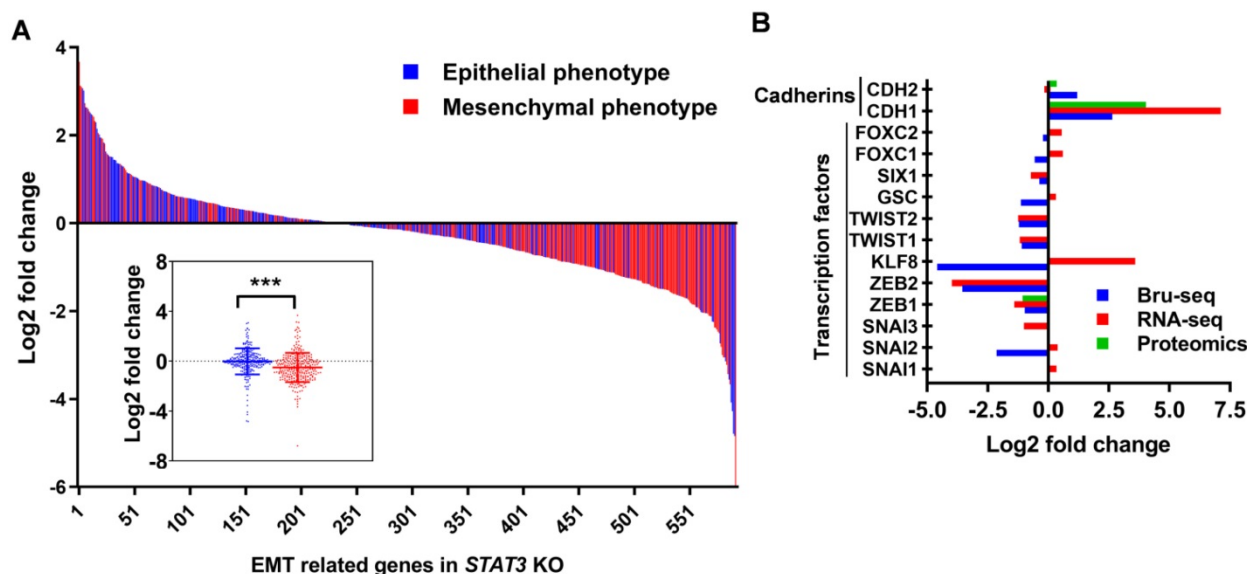 A
4
2
0
-2
-4
-6
Log2 fold change
Epithelial phenotype
Mesenchymal phenotype
***
8
4
0
-4
-8
Log2 fold change
1
51
101
151
201
251
301
351
401
451
501
551
EMT related genes in STAT3 KO
B
Cadherins
CDH2
CDH1
Transcription factors
FOXC2
FOXC1
SIX1
GSC
TWIST2
TWIST1
KLF8
ZEB2
ZEB1
SNAI3
SNAI2
SNAI1
Bru-seq
RNA-seq
Proteomics
-5.0 -2.5 0.0 2.5 5.0 7.5
Log2 fold change